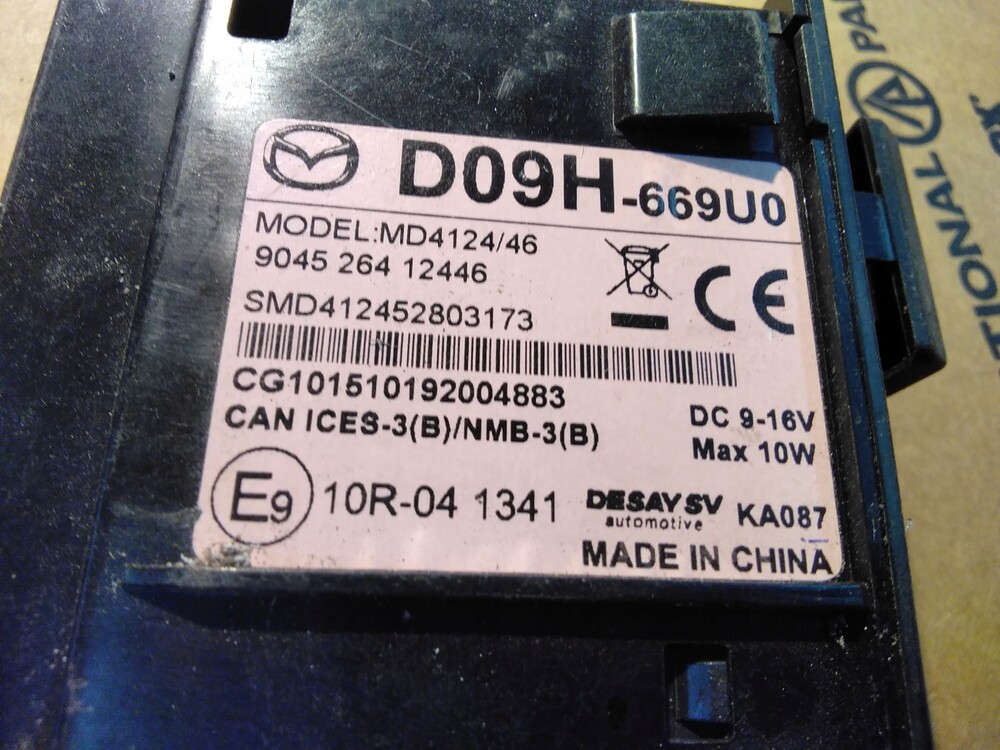 D09H-669U0
MODEL:MD4124/46
9045 264 12446
SMD412452803173
CE
CG101510192004883
CAN ICES-3(B)/NMB-3(B)
DC 9-16V
Max 10W
E9 10R-04 1341
DESAY SV
automotive
KA087
MADE IN CHINA